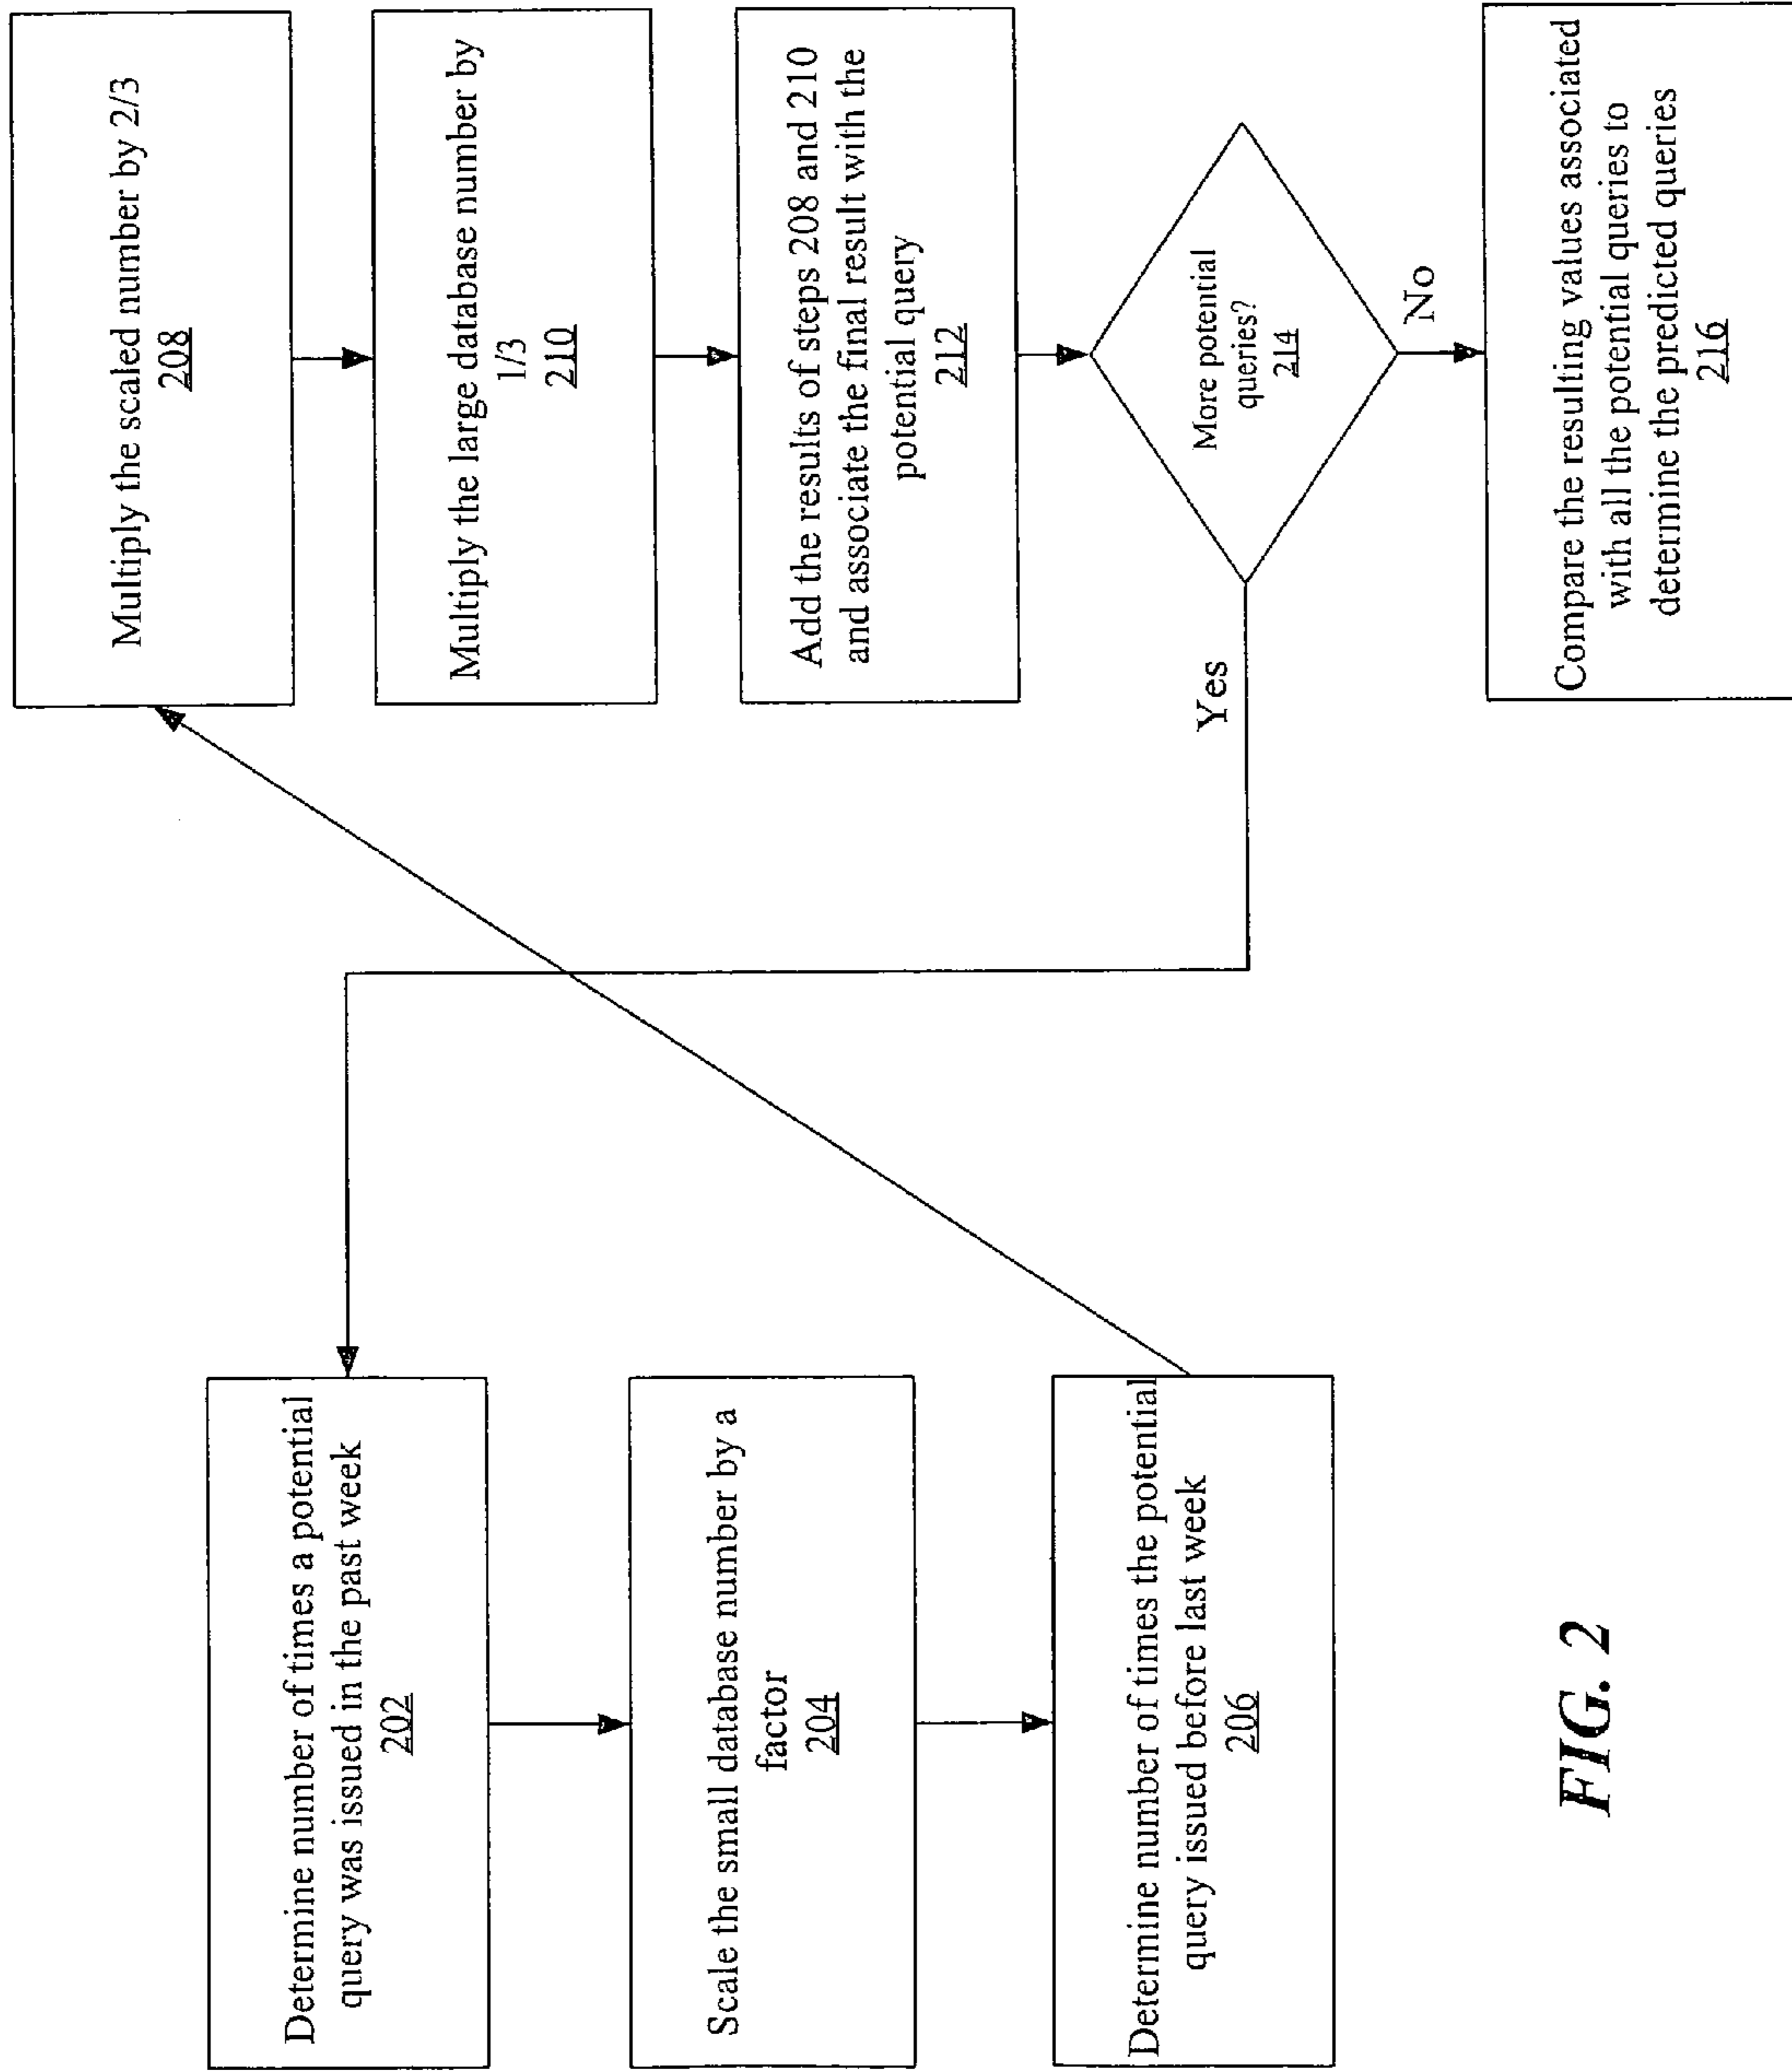 Determine number of times a potential
query was issued in the past week
202
Scale the small database number by a
factor
204
Determine number of times the potential
query issued before last week
206
Multiply the scaled number by 2/3
208
Multiply the large database number by
1/3
210
Add the results of steps 208 and 210
and associate the final result with the
potential query
212
More potential
queries?
214
Yes
No
Compare the resulting values associated
with all the potential queries to
determine the predicted queries
216
FIG. 2